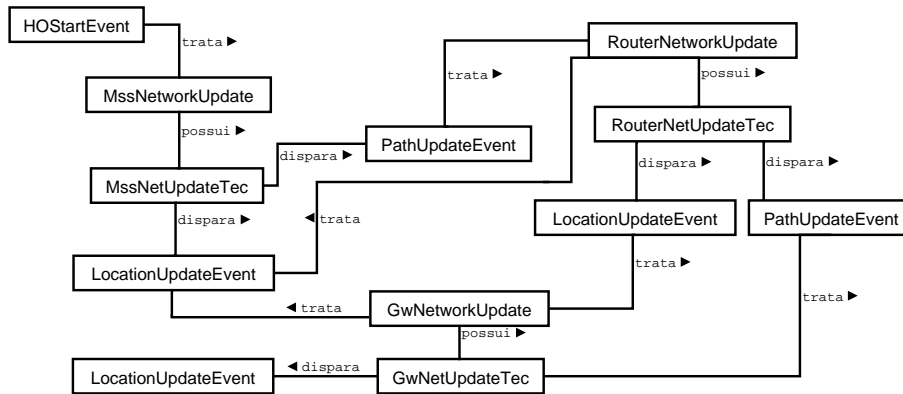 HOStartEvent
trata ►
RouterNetworkUpdate
trata ►
possui ►
MssNetworkUpdate
possui ►
PathUpdateEvent
RouterNetUpdateTec
dispara ►
dispara ►
dispara ►
MssNetUpdateTec
dispara ►
◄ trata
LocationUpdateEvent
PathUpdateEvent
LocationUpdateEvent
trata ►
◄ trata
GwNetworkUpdate
trata ►
possui ►
LocationUpdateEvent
◄ dispara
GwNetUpdateTec